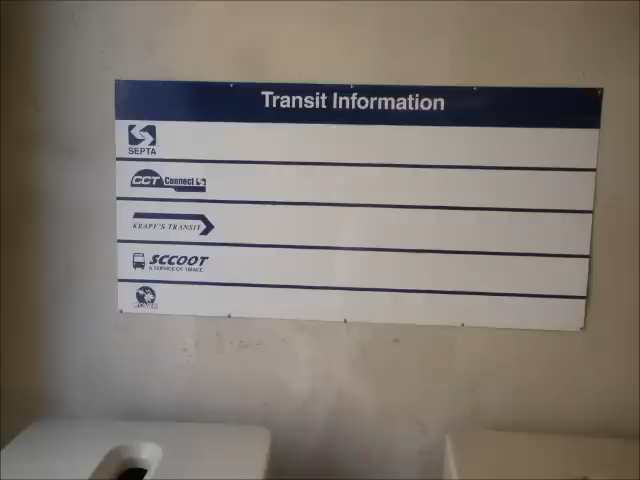 Transit Information
SEPTA
CCT Connect
KRAPF'S TRANSIT
SCCOOT
A SERVICE OF TMACC